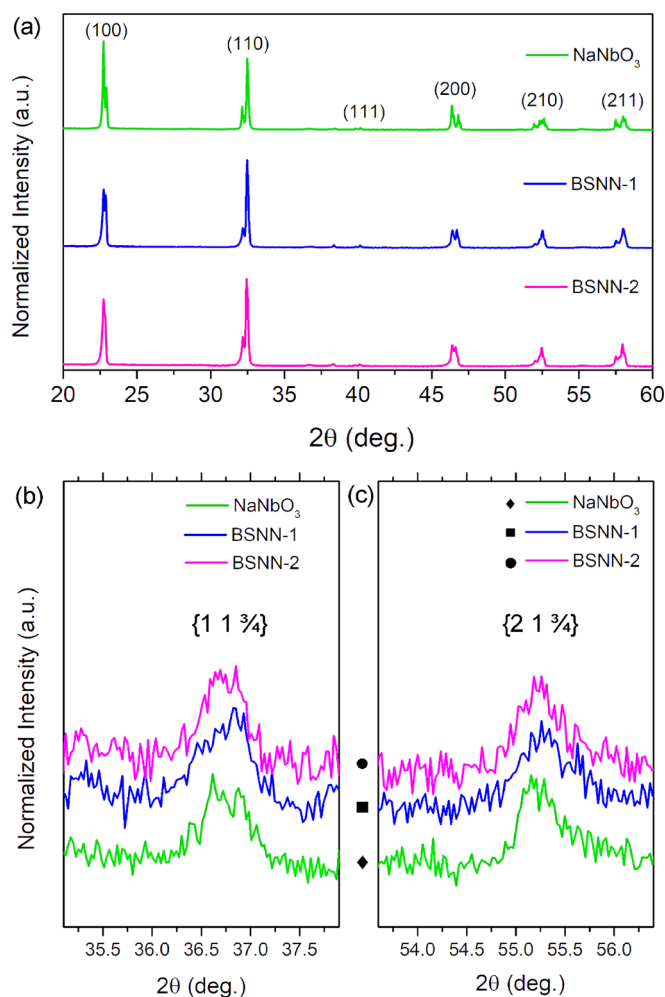 (a)
(100)
(110)
(111)
(200)
(210)
(211)
NaNbO₃
BSNN-1
BSNN-2
Normalized Intensity (a.u.)
20 25 30 35 40 45 50 55 60
2θ (deg.)
(b)
NaNbO₃
BSNN-1
BSNN-2
{1 1 ¾}
Normalized Intensity (a.u.)
35.5 36.0 36.5 37.0 37.5
2θ (deg.)
(c)
NaNbO₃
BSNN-1
BSNN-2
{2 1 ¾}
54.0 54.5 55.0 55.5 56.0
2θ (deg.)